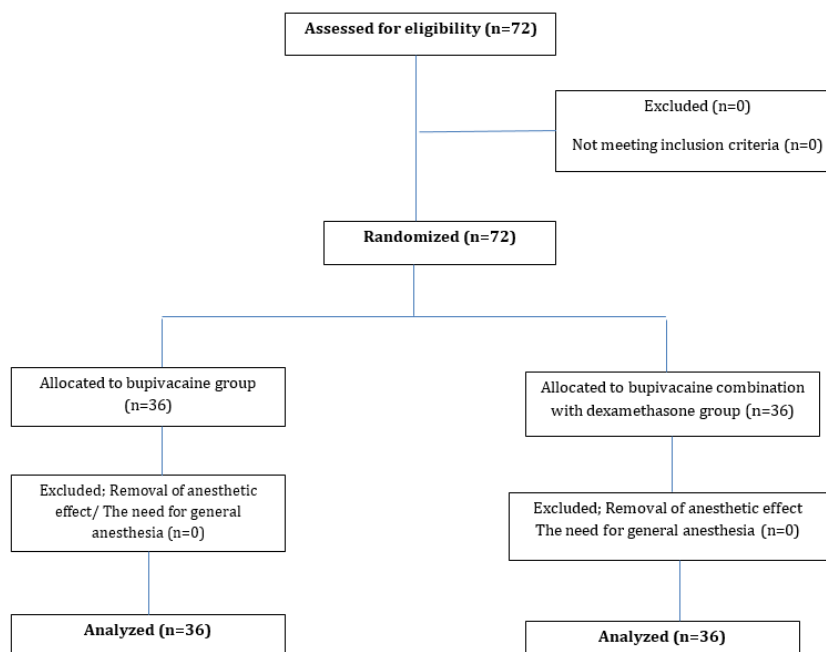 Assessed for eligibility (n=72)
Excluded (n=0)
Not meeting inclusion criteria (n=0)
Randomized (n=72)
Allocated to bupivacaine group
(n=36)
Allocated to bupivacaine combination
with dexamethasone group (n=36)
Excluded; Removal of anesthetic
effect/ The need for general
anesthesia (n=0)
Excluded; Removal of anesthetic effect
The need for general anesthesia (n=0)
Analyzed (n=36)
Analyzed (n=36)